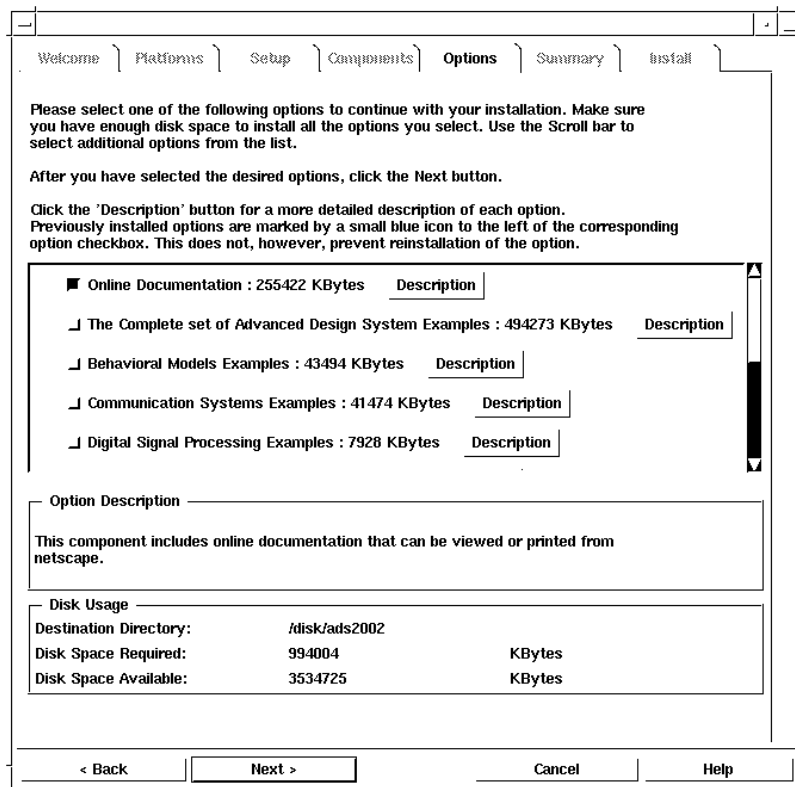 Welcome Platforms Setup Components Options Summary Install
Please select one of the following options to continue with your installation. Make sure
you have enough disk space to install all the options you select. Use the Scroll bar to
select additional options from the list.
After you have selected the desired options, click the Next button.
Click the 'Description' button for a more detailed description of each option.
Previously installed options are marked by a small blue icon to the left of the corresponding
option checkbox. This does not, however, prevent reinstallation of the option.
Online Documentation : 255422 KBytes Description
The Complete set of Advanced Design System Examples : 494273 KBytes Description
Behavioral Models Examples : 43494 KBytes Description
Communication Systems Examples : 41474 KBytes Description
Digital Signal Processing Examples : 7928 KBytes Description
Option Description
This component includes online documentation that can be viewed or printed from
netscape.
Disk Usage
Destination Directory: /disk/ads2002
Disk Space Required: 994004 KBytes
Disk Space Available: 3534725 KBytes
< Back Next > Cancel Help